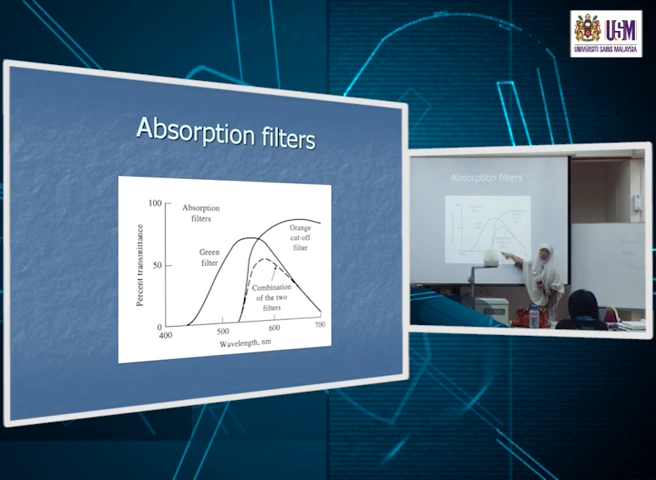 USM
UNIVERSITI SAINS MALAYSIA
Absorption filters
100
50
0
Percent transmittance
Absorption
filters
Green
filter
Orange
cut-off
filter
Combination
of the two
filters
400
500
600
700
Wavelength, nm
Absorption filters